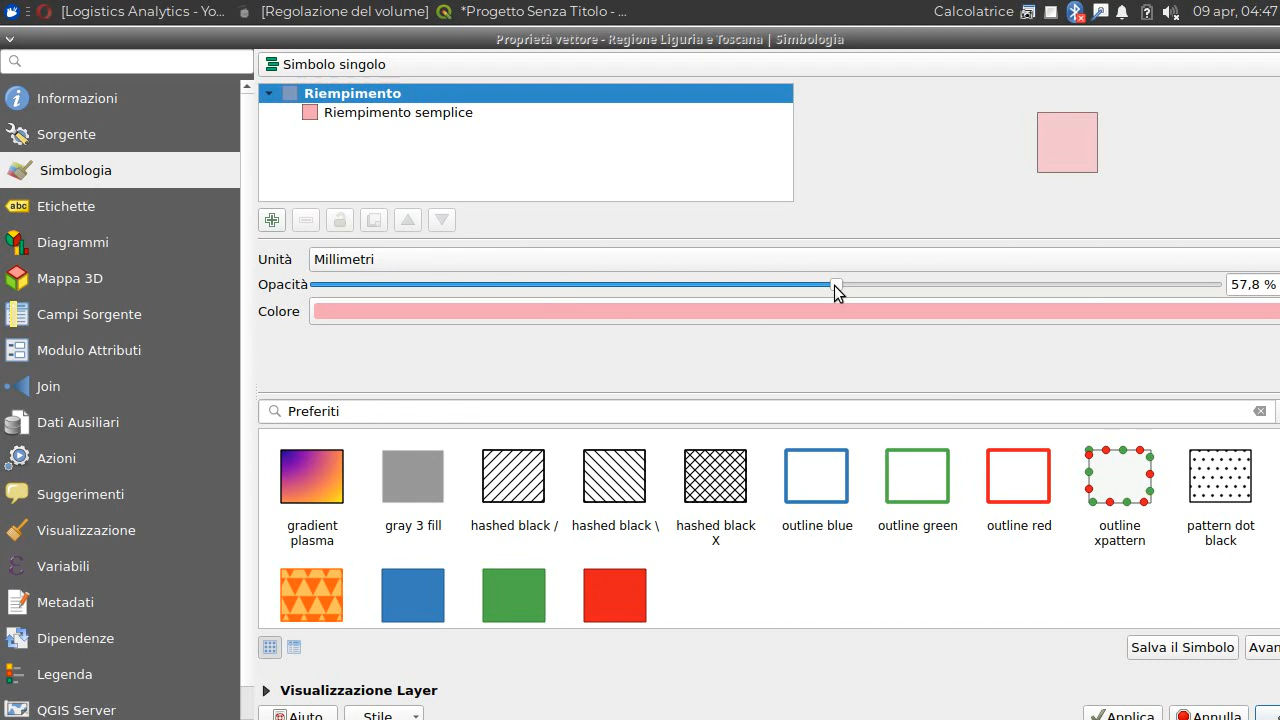 [Logistics Analytics - Yo...
[Regolazione del volume]
*Progetto Senza Titolo - ...
Calcolatrice
09 apr, 04:47
Proprietà vettore - Regione Liguria e Toscana | Simbologia
Simbolo singolo
Informazioni
Sorgente
Simbologia
abc Etichette
Diagrammi
Mappa 3D
Campi Sorgente
Modulo Attributi
Join
Dati Ausiliari
Azioni
Suggerimenti
Visualizzazione
Variabili
Metadati
Dipendenze
Legenda
QGIS Server
Riempimento
Riempimento semplice
Unità Millimetri
Opacità 57,8 %
Colore
Preferiti
gradient plasma
gray 3 fill
hashed black /
hashed black \
hashed black X
outline blue
outline green
outline red
outline xpattern
pattern dot black
Salva il Simbolo
Avan
Visualizzazione Layer
Aiuto
Stile
Applica
Annulla